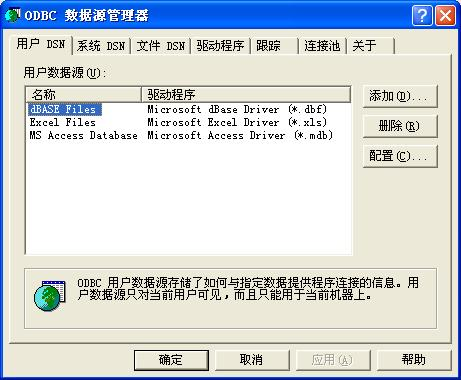 ODBC 数据源管理器
用户 DSN 系统 DSN 文件 DSN 驱动程序 跟踪 连接池 关于
用户数据源(U):
名称 驱动程序
dBASE Files Microsoft dBase Driver (*.dbf)
Excel Files Microsoft Excel Driver (*.xls)
MS Access Database Microsoft Access Driver (*.mdb)
添加(D)...
删除(R)
配置(C)...
ODBC 用户数据源存储了如何与指定数据提供程序连接的信息。用
户数据源只对当前用户可见,而且只能用于当前机器上。
确定 取消 应用(A) 帮助